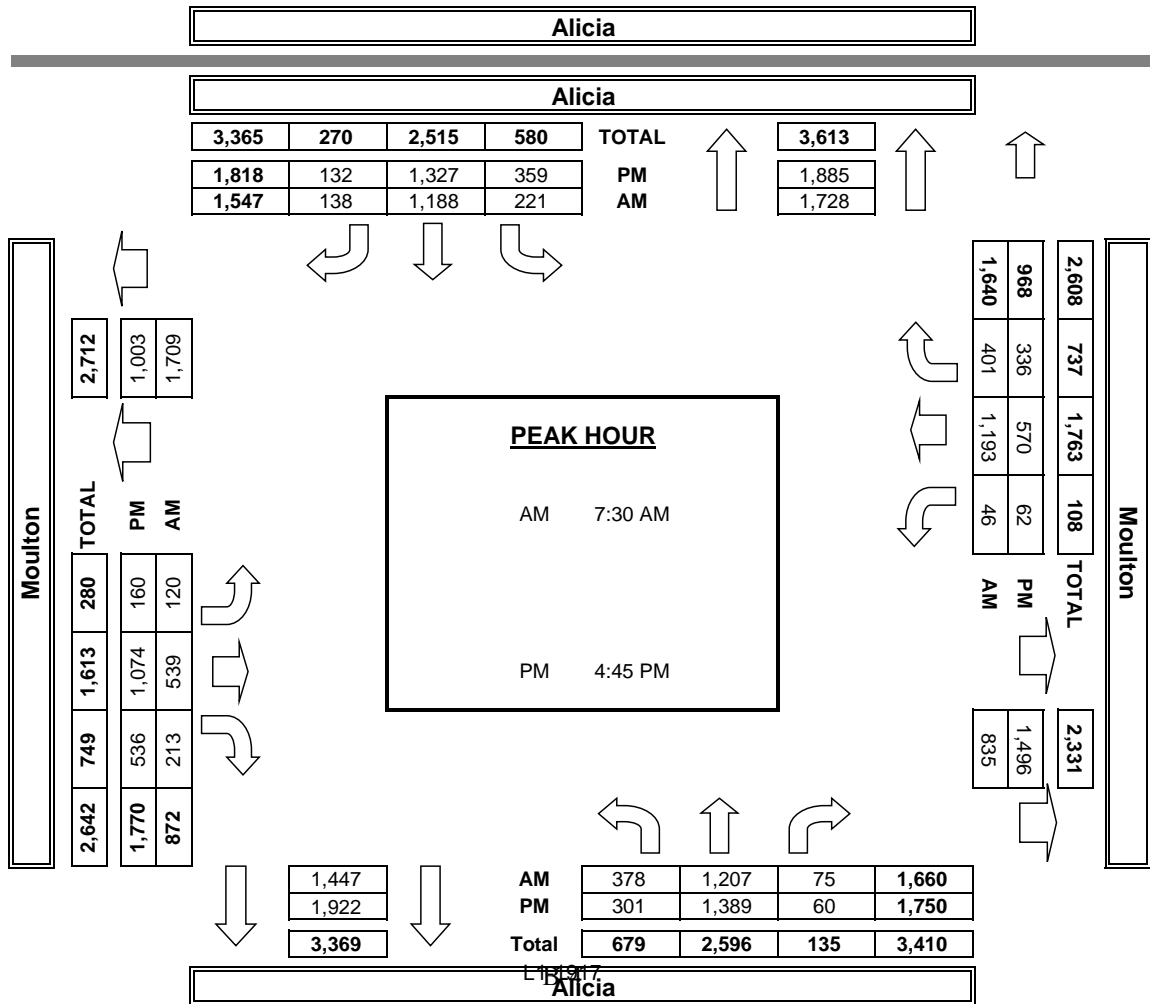 Alicia
Alicia
3,365 270 2,515 580 TOTAL 3,613
1,818 132 1,327 359 PM 1,885
1,547 138 1,188 221 AM 1,728
Moulton
2,712
1,003
1,709
TOTAL 280 1,613 749 2,642
PM 160 1,074 536 1,770
AM 120 539 213 872
PEAK HOUR
AM 7:30 AM
PM 4:45 PM
2,608 737 1,763 108 TOTAL 2,331
968 336 570 62 PM 1,496
1,640 401 1,193 46 AM 835
Moulton
1,447 AM 378 1,207 75 1,660
1,922 PM 301 1,389 60 1,750
3,369 Total 679 2,596 135 3,410
Alicia